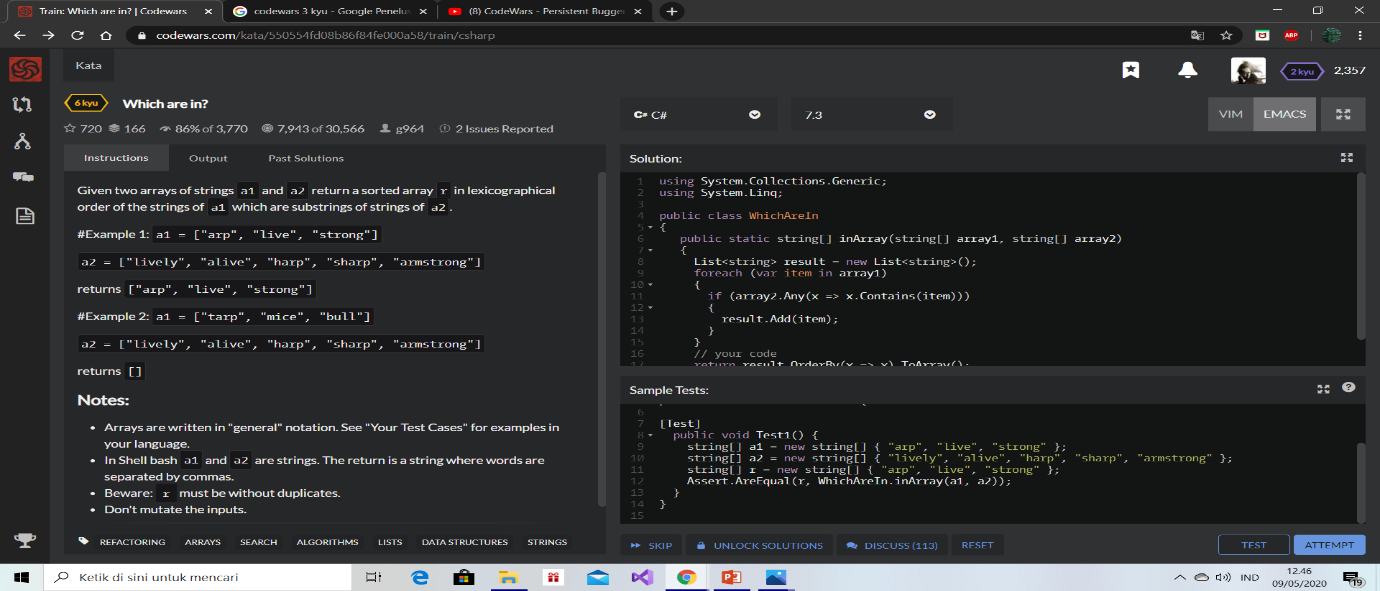 Train: Which are in? | Codewars
codewars 3 kyu - Google Penelus
(8) CodeWars - Persistent Bugger
codewars.com/kata/550554fd08b86f84fe000a58/train/csharp
ABP
Kata
2 kyu 2,357
6 kyu Which are in?
720 166 86% of 3,770 7,943 of 30,566 g964 2 Issues Reported
C# C#
7.3
VIM EMACS
Instructions Output Past Solutions
Given two arrays of strings a1 and a2 return a sorted array r in lexicographical
order of the strings of a1 which are substrings of strings of a2 .
#Example 1: a1 = ["arp", "live", "strong"]
a2 = ["lively", "alive", "harp", "sharp", "armstrong"]
returns ["arp", "live", "strong"]
#Example 2: a1 = ["tarp", "mice", "bull"]
a2 = ["lively", "alive", "harp", "sharp", "armstrong"]
returns []
Notes:
• Arrays are written in "general" notation. See "Your Test Cases" for examples in
your language.
• In Shell bash a1 and a2 are strings. The return is a string where words are
separated by commas.
• Beware: r must be without duplicates.
• Don't mutate the inputs.
REFACTORING ARRAYS SEARCH ALGORITHMS LISTS DATA STRUCTURES STRINGS
Solution:
1 using System.Collections.Generic;
2 using System.Linq;
3
4 public class WhichAreIn
5 {
6 public static string[] inArray(string[] array1, string[] array2)
7 {
8 List<string> result = new List<string>();
9 foreach (var item in array1)
10 {
11 if (array2.Any(x => x.Contains(item)))
12 {
13 result.Add(item);
14 }
15 }
16 // your code
17 return result.OrderBy(x => x).ToArray();
Sample Tests:
6
7 [Test]
8 public void Test1() {
9 string[] a1 = new string[] { "arp", "live", "strong" };
10 string[] a2 = new string[] { "lively", "alive", "harp", "sharp", "armstrong" };
11 string[] r = new string[] { "arp", "live", "strong" };
12 Assert.AreEqual(r, WhichAreIn.inArray(a1, a2));
13 }
14 }
15
SKIP UNLOCK SOLUTIONS DISCUSS (113) RESET TEST ATTEMPT
Ketik di sini untuk mencari
IND
12.46
09/05/2020
19